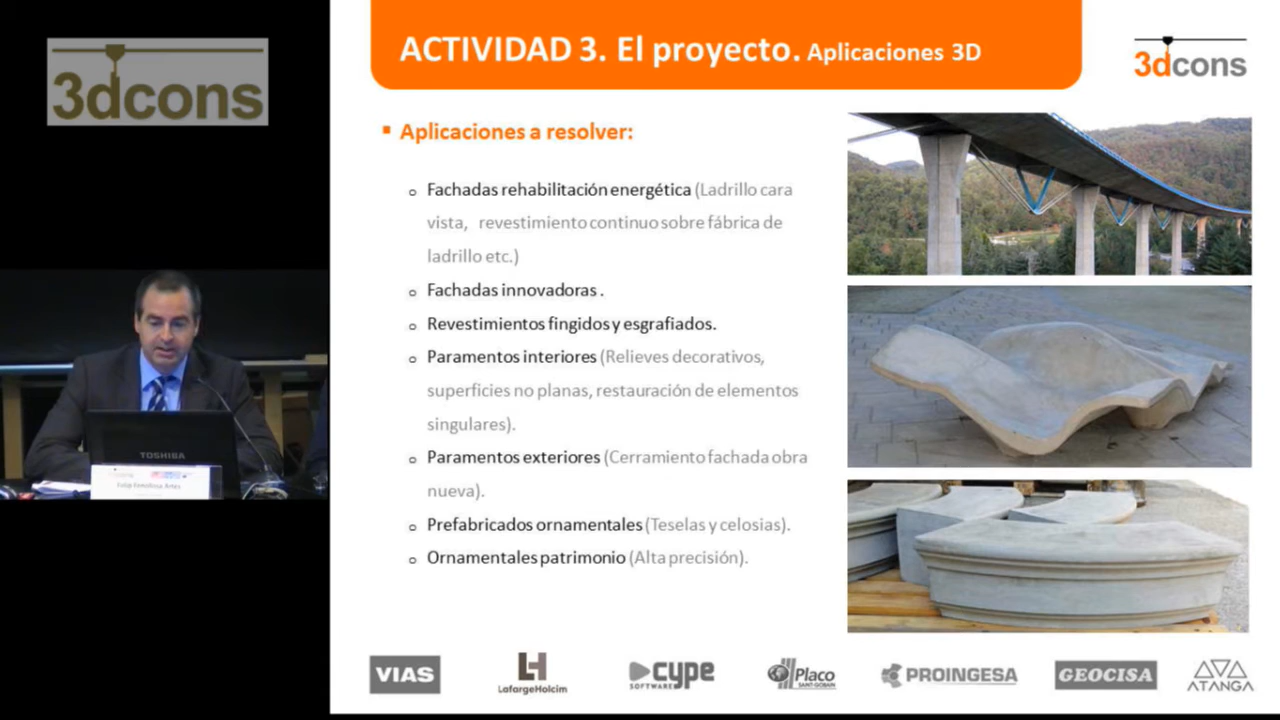 3dcons
TOSHIBA
ACTIVIDAD 3. El proyecto. Aplicaciones 3D
3dcons
Aplicaciones a resolver:
Fachadas rehabilitación energética (Ladrillo cara
vista, revestimiento continuo sobre fábrica de
ladrillo etc.)
Fachadas innovadoras .
Revestimientos fingidos y esgrafiados.
Paramentos interiores (Relieves decorativos,
superficies no planas, restauración de elementos
singulares).
Paramentos exteriores (Cerramiento fachada obra
nueva).
Prefabricados ornamentales (Teselas y celosias).
Ornamentales patrimonio (Alta precisión).
VIAS
LH
LafargeHolcim
cype
SOFTWARE
Placo
SAINT-GOBAIN
PROINGESA
GEOCISA
ATANGA